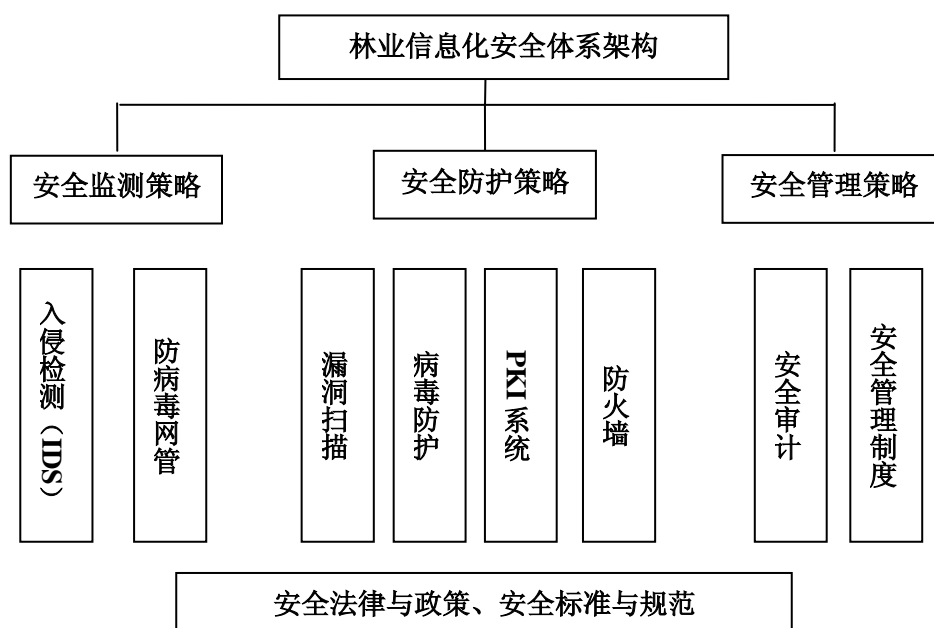 林业信息化安全体系架构
安全监测策略
安全防护策略
安全管理策略
入侵检测（IDS）
防病毒网管
漏洞扫描
病毒防护
PKI 系统
防火墙
安全审计
安全管理制度
安全法律与政策、安全标准与规范